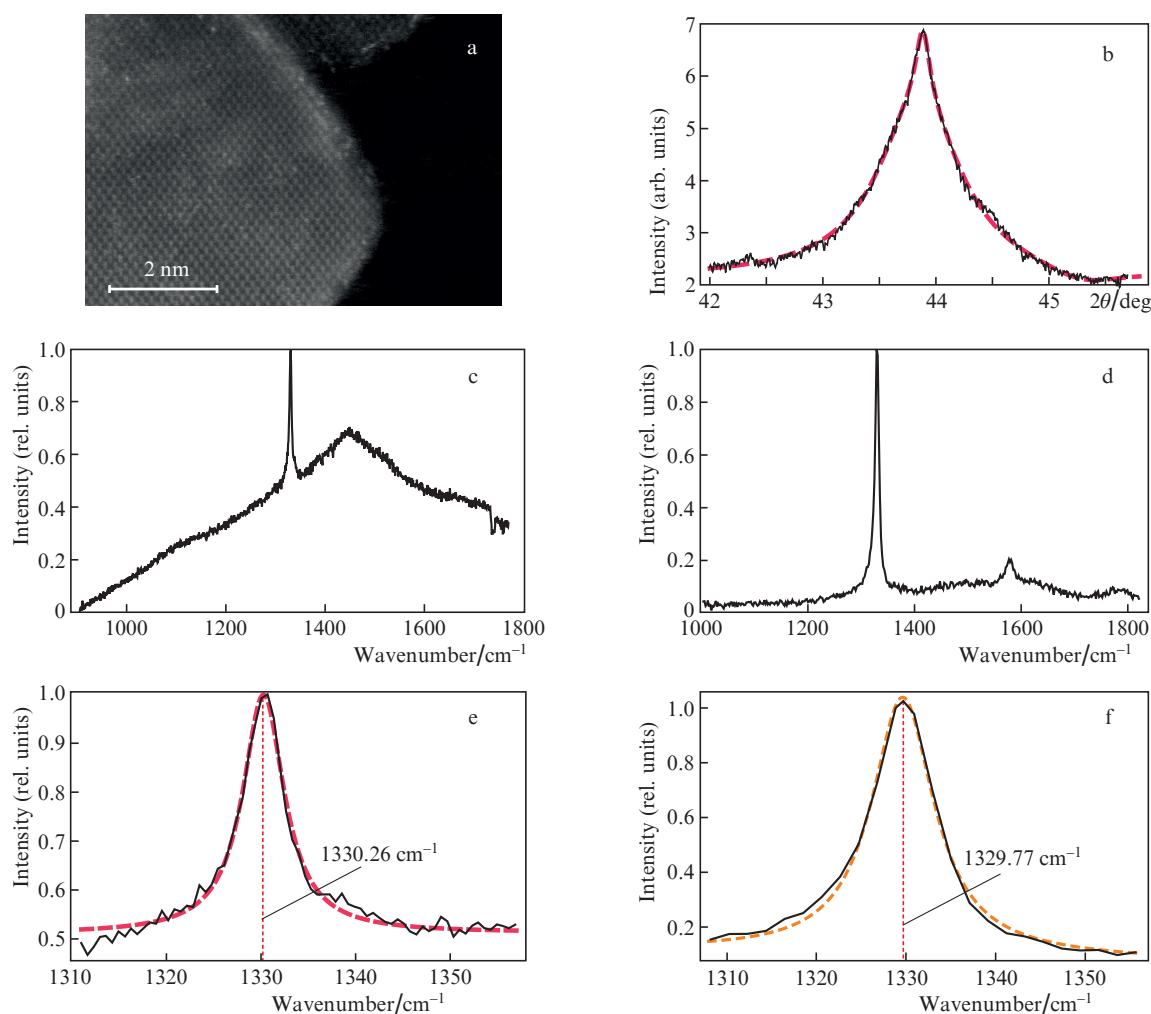 a
2 nm
b
Intensity (arb. units)
7
6
5
4
3
2
42
43
44
45
2θ/deg
c
Intensity (rel. units)
1.0
0.8
0.6
0.4
0.2
0
1000
1200
1400
1600
1800
Wavenumber/cm⁻¹
d
Intensity (rel. units)
1.0
0.8
0.6
0.4
0.2
0
1000
1200
1400
1600
1800
Wavenumber/cm⁻¹
e
Intensity (rel. units)
1.0
0.9
0.8
0.7
0.6
0.5
1330.26 cm⁻¹
1310
1320
1330
1340
1350
Wavenumber/cm⁻¹
f
Intensity (rel. units)
1.0
0.8
0.6
0.4
0.2
1329.77 cm⁻¹
1310
1320
1330
1340
1350
Wavenumber/cm⁻¹